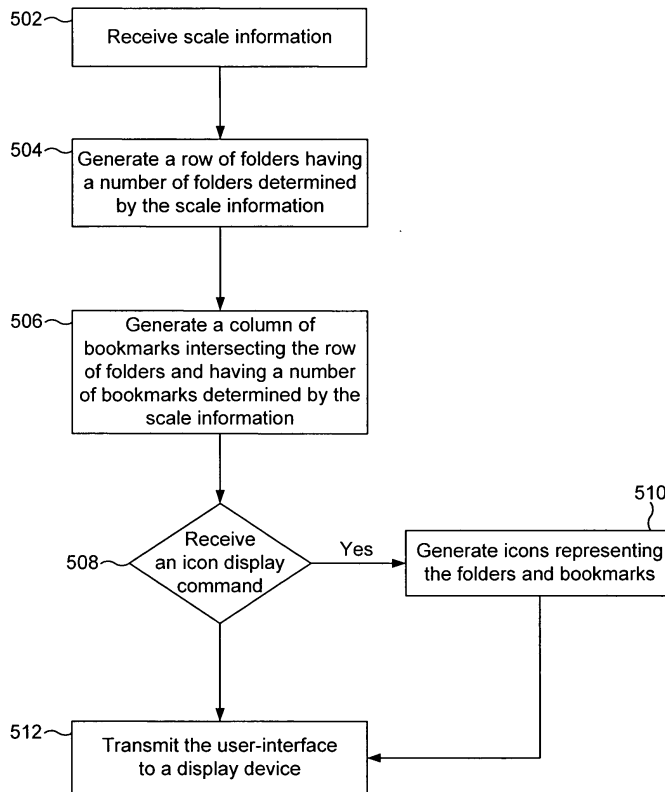 502
Receive scale information
504
Generate a row of folders having
a number of folders determined
by the scale information
506
Generate a column of
bookmarks intersecting the row
of folders and having a number
of bookmarks determined by the
scale information
508
Receive
an icon display
command
Yes
510
Generate icons representing
the folders and bookmarks
512
Transmit the user-interface
to a display device